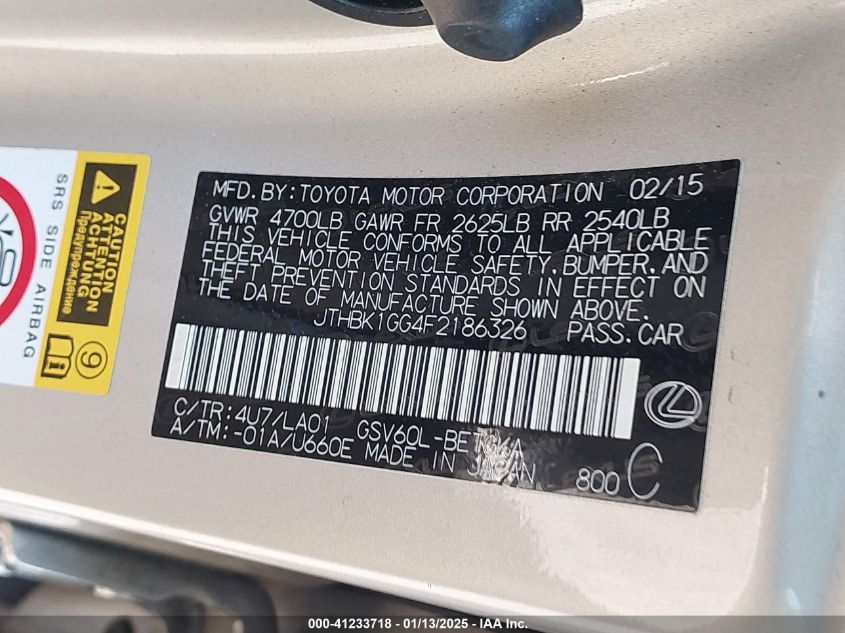 MFD. BY: TOYOTA MOTOR CORPORATION 02/15
GVWR 4700LB GAWR FR 2625LB RR 2540LB
THIS VEHICLE CONFORMS TO ALL APPLICABLE
FEDERAL MOTOR VEHICLE SAFETY, BUMPER, AND
THEFT PREVENTION STANDARDS IN EFFECT ON
THE DATE OF MANUFACTURE SHOWN ABOVE.
JTHBK1GG4F2186326 PASS. CAR
C/TR: 4U7/LA01 GSV60L-BETGKA
A/TM: -01A/U660E MADE IN JAPAN
800 C
SRS SIDE AIRBAG
CAUTION
ATTENTION
ACHTUNG
Предупреждение
9
000-41233718 - 01/13/2025 - IAA Inc.